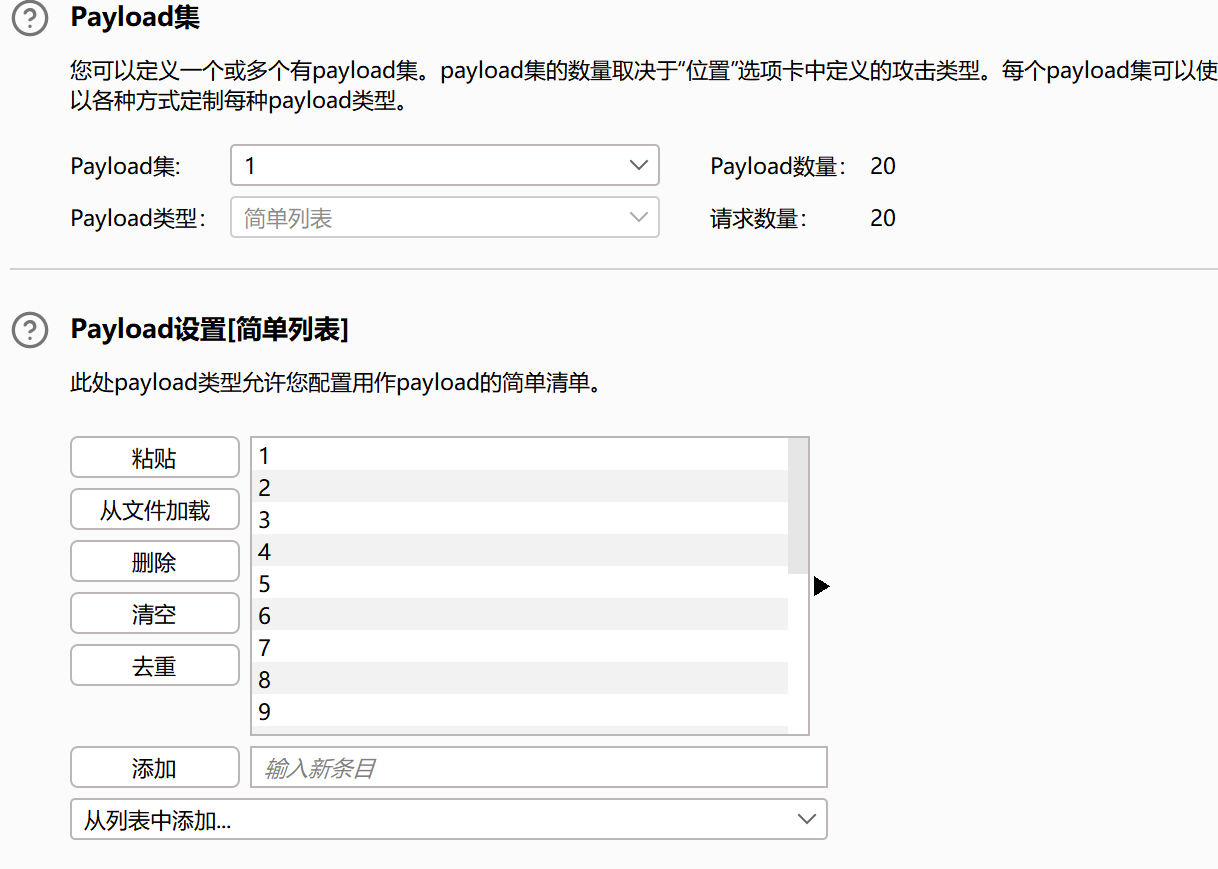 Payload集
您可以定义一个或多个有payload集。payload集的数量取决于“位置”选项卡中定义的攻击类型。每个payload集可以使
以各种方式定制每种payload类型。
Payload集: 1 Payload数量： 20
Payload类型： 简单列表 请求数量： 20
Payload设置[简单列表]
此处payload类型允许您配置用作payload的简单清单。
粘贴
从文件加载
删除
清空
去重
1
2
3
4
5
6
7
8
9
添加 输入新条目
从列表中添加...